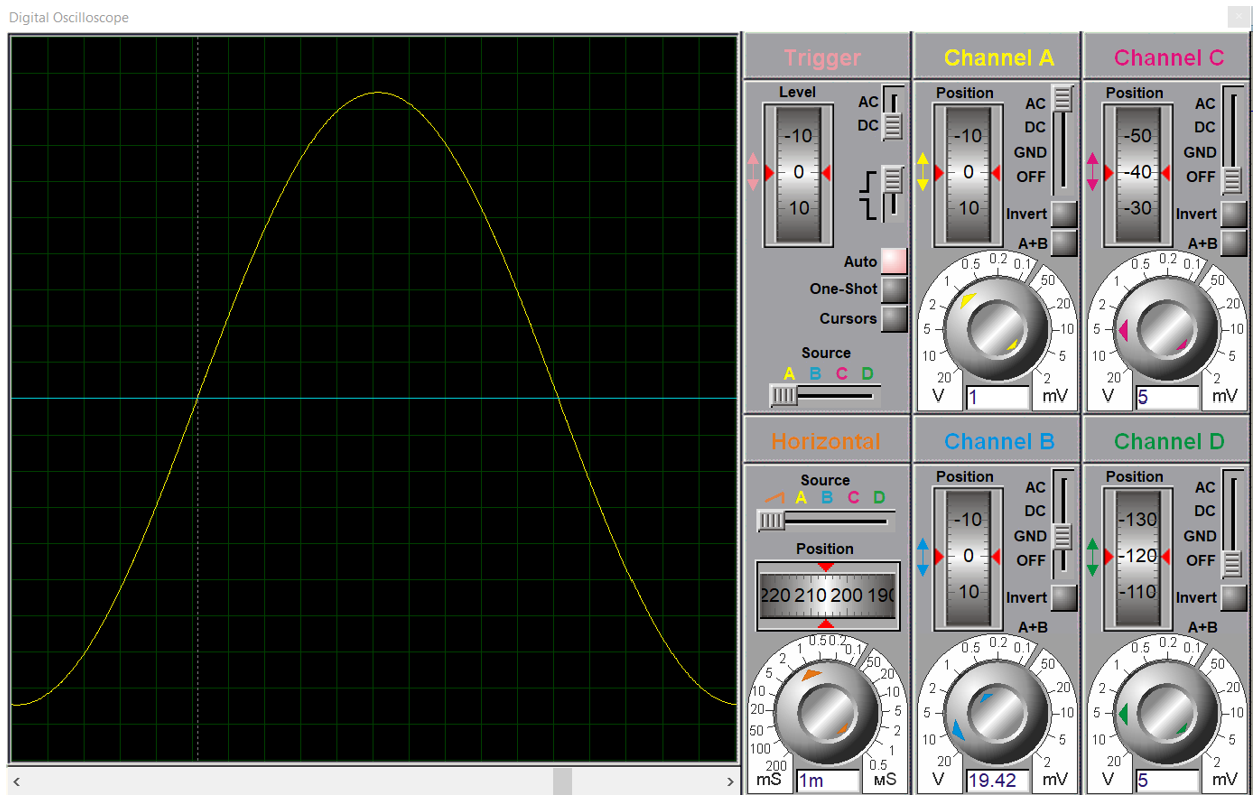 Digital Oscilloscope
Trigger
Level
-10
0
10
AC
DC
Auto
One-Shot
Cursors
Source
A B C D
Channel A
Position
-10
0
10
AC
DC
GND
OFF
Invert
A+B
20 10 5 2 1 0.5 0.2 0.1 50 20 10 5 2
V 1 mV
Channel C
Position
-50
-40
-30
AC
DC
GND
OFF
Invert
A+B
20 10 5 2 1 0.5 0.2 0.1 50 20 10 5 2
V 5 mV
Horizontal
Source
A B C D
Position
220 210 200 190
200 100 50 20 10 5 2 1 0.5 0.2 0.1 50 20 10 5 2 1 0.5
mS 1m мS
Channel B
Position
-10
0
10
AC
DC
GND
OFF
Invert
A+B
20 10 5 2 1 0.5 0.2 0.1 50 20 10 5 2
V 19.42 mV
Channel D
Position
-130
-120
-110
AC
DC
GND
OFF
Invert
A+B
20 10 5 2 1 0.5 0.2 0.1 50 20 10 5 2
V 5 mV